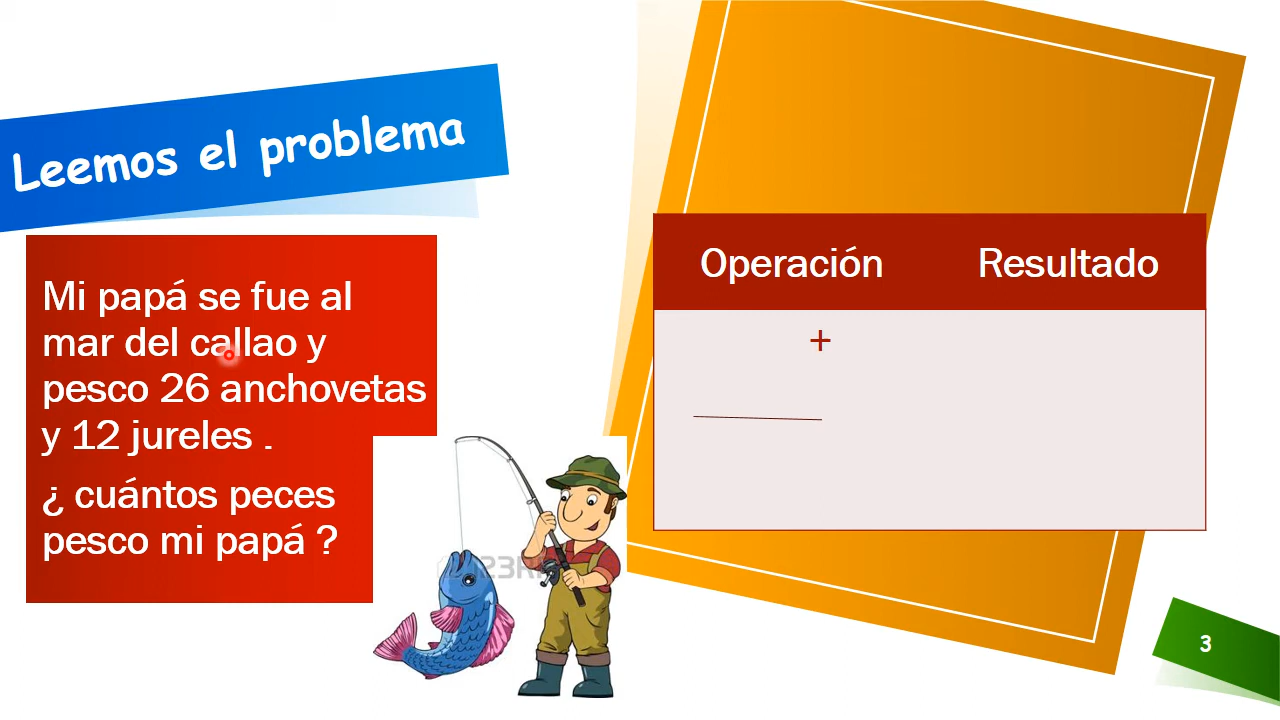 Leemos el problema
Mi papá se fue al
mar del callao y
pesco 26 anchovetas
y 12 jureles .
¿ cuántos peces
pesco mi papá ?
Operación Resultado
+
3